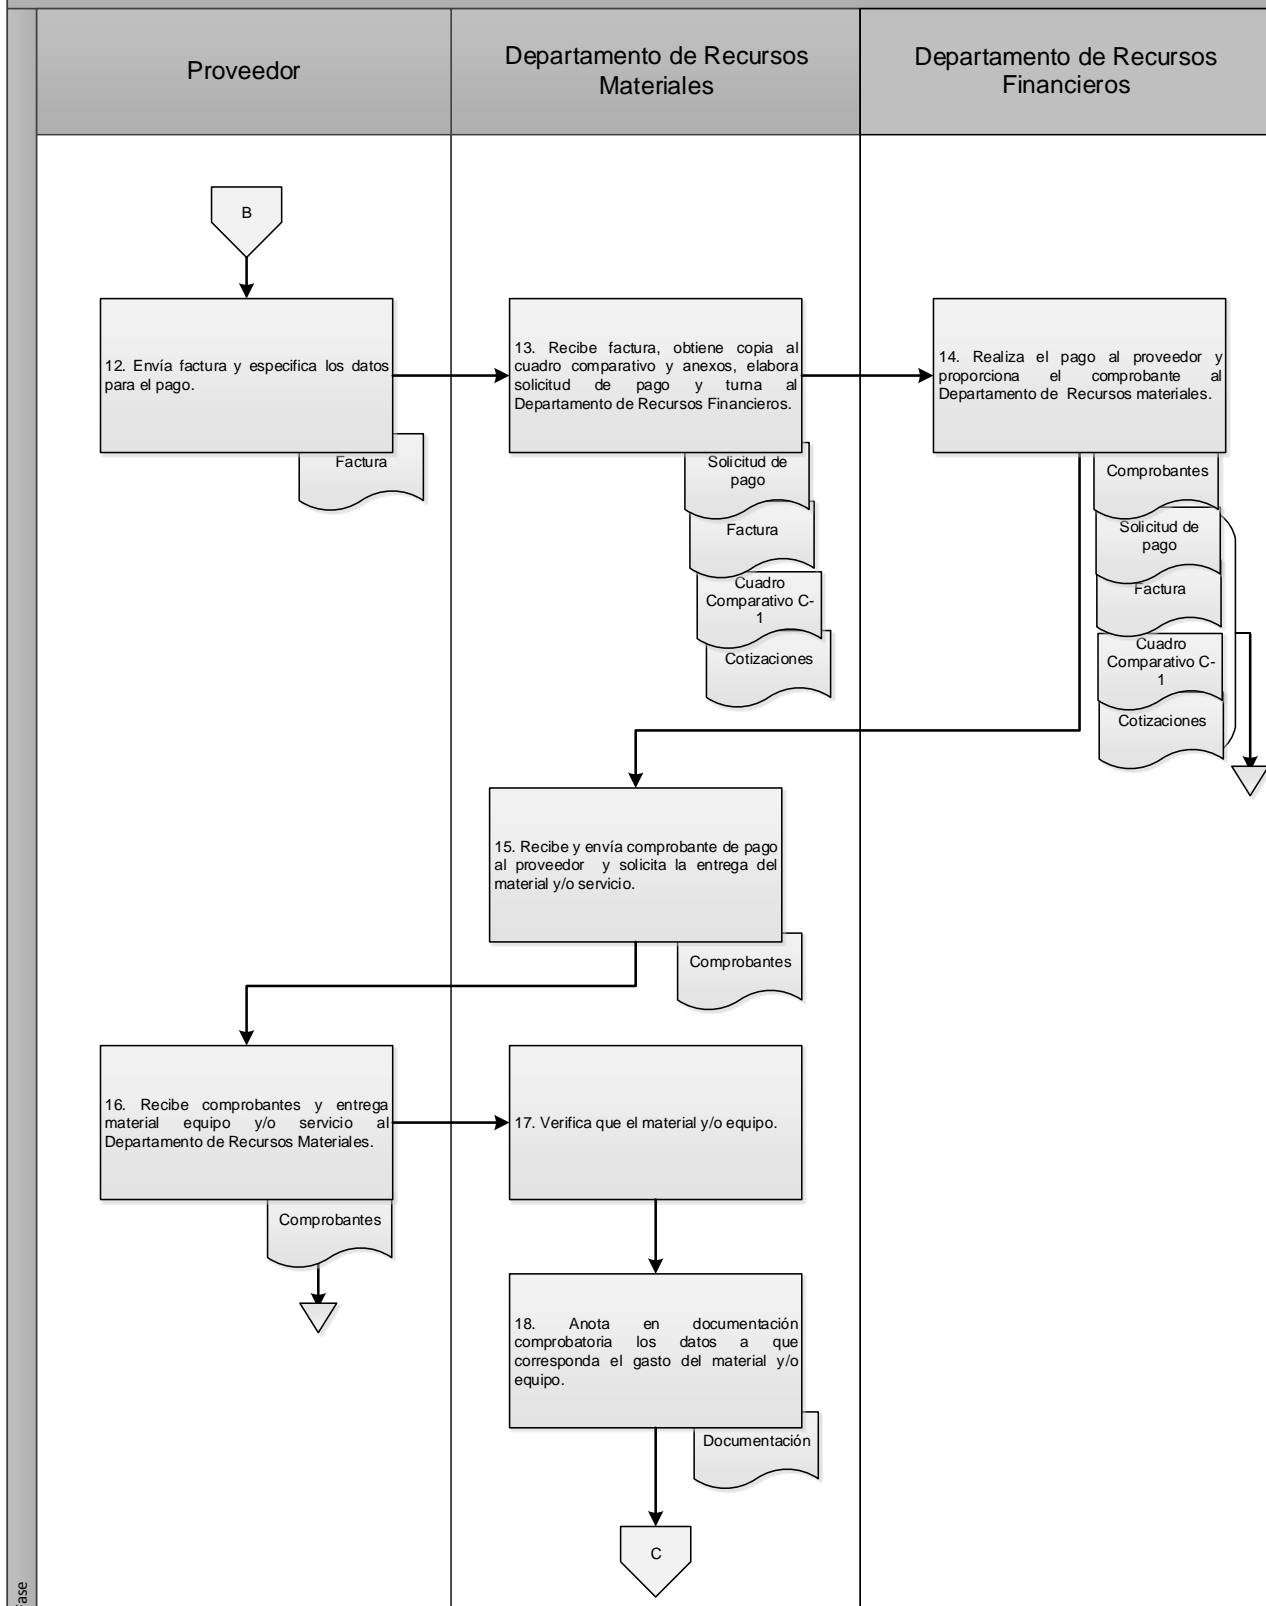 Proveedor
Departamento de Recursos
Materiales
Departamento de Recursos
Financieros
B
12. Envía factura y especifica los datos
para el pago.
Factura
13. Recibe factura, obtiene copia al
cuadro comparativo y anexos, elabora
solicitud de pago y turna al
Departamento de Recursos Financieros.
Solicitud de
pago
Factura
Cuadro
Comparativo C-
1
Cotizaciones
14. Realiza el pago al proveedor y
proporciona el comprobante al
Departamento de Recursos materiales.
Comprobantes
Solicitud de
pago
Factura
Cuadro
Comparativo C-
1
Cotizaciones
15. Recibe y envía comprobante de pago
al proveedor y solicita la entrega del
material y/o servicio.
Comprobantes
16. Recibe comprobantes y entrega
material equipo y/o servicio al
Departamento de Recursos Materiales.
Comprobantes
17. Verifica que el material y/o equipo.
18. Anota en documentación
comprobatoria los datos a que
corresponda el gasto del material y/o
equipo.
Documentación
C
Fase